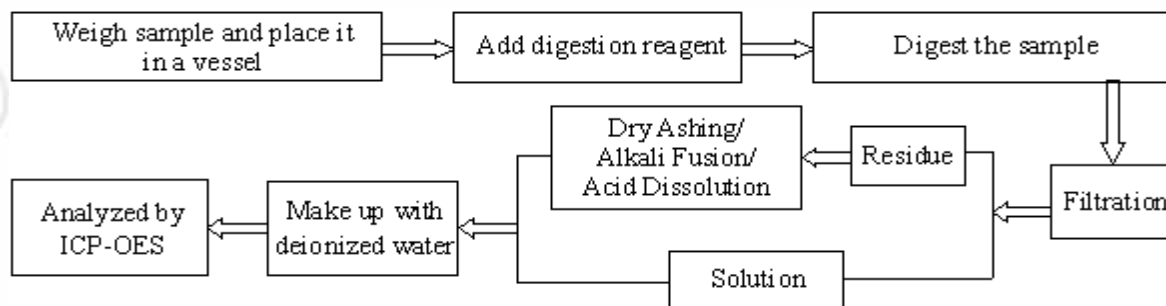 Weigh sample and place it
in a vessel
Add digestion reagent
Digest the sample
Dry Ashing/
Alkali Fusion/
Acid Dissolution
Residue
Filtration
Analyzed by
ICP-OES
Make up with
deionized water
Solution